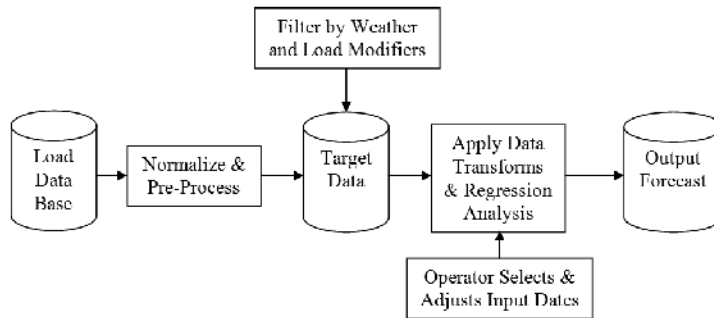 Filter by Weather
and Load Modifiers
Load
Data
Base
Normalize &
Pre-Process
Target
Data
Apply Data
Transforms
& Regression
Analysis
Output
Forecast
Operator Selects &
Adjusts Input Dates